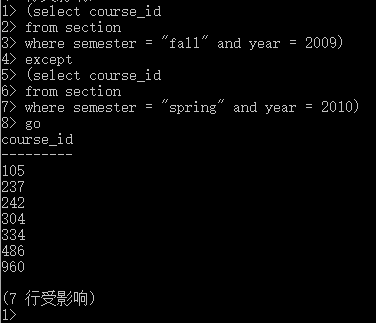 1> (select course_id
2> from section
3> where semester = "fall" and year = 2009)
4> except
5> (select course_id
6> from section
7> where semester = "spring" and year = 2010)
8> go
course_id
---------
105
237
242
304
334
486
960
(7 行受影响)
1>